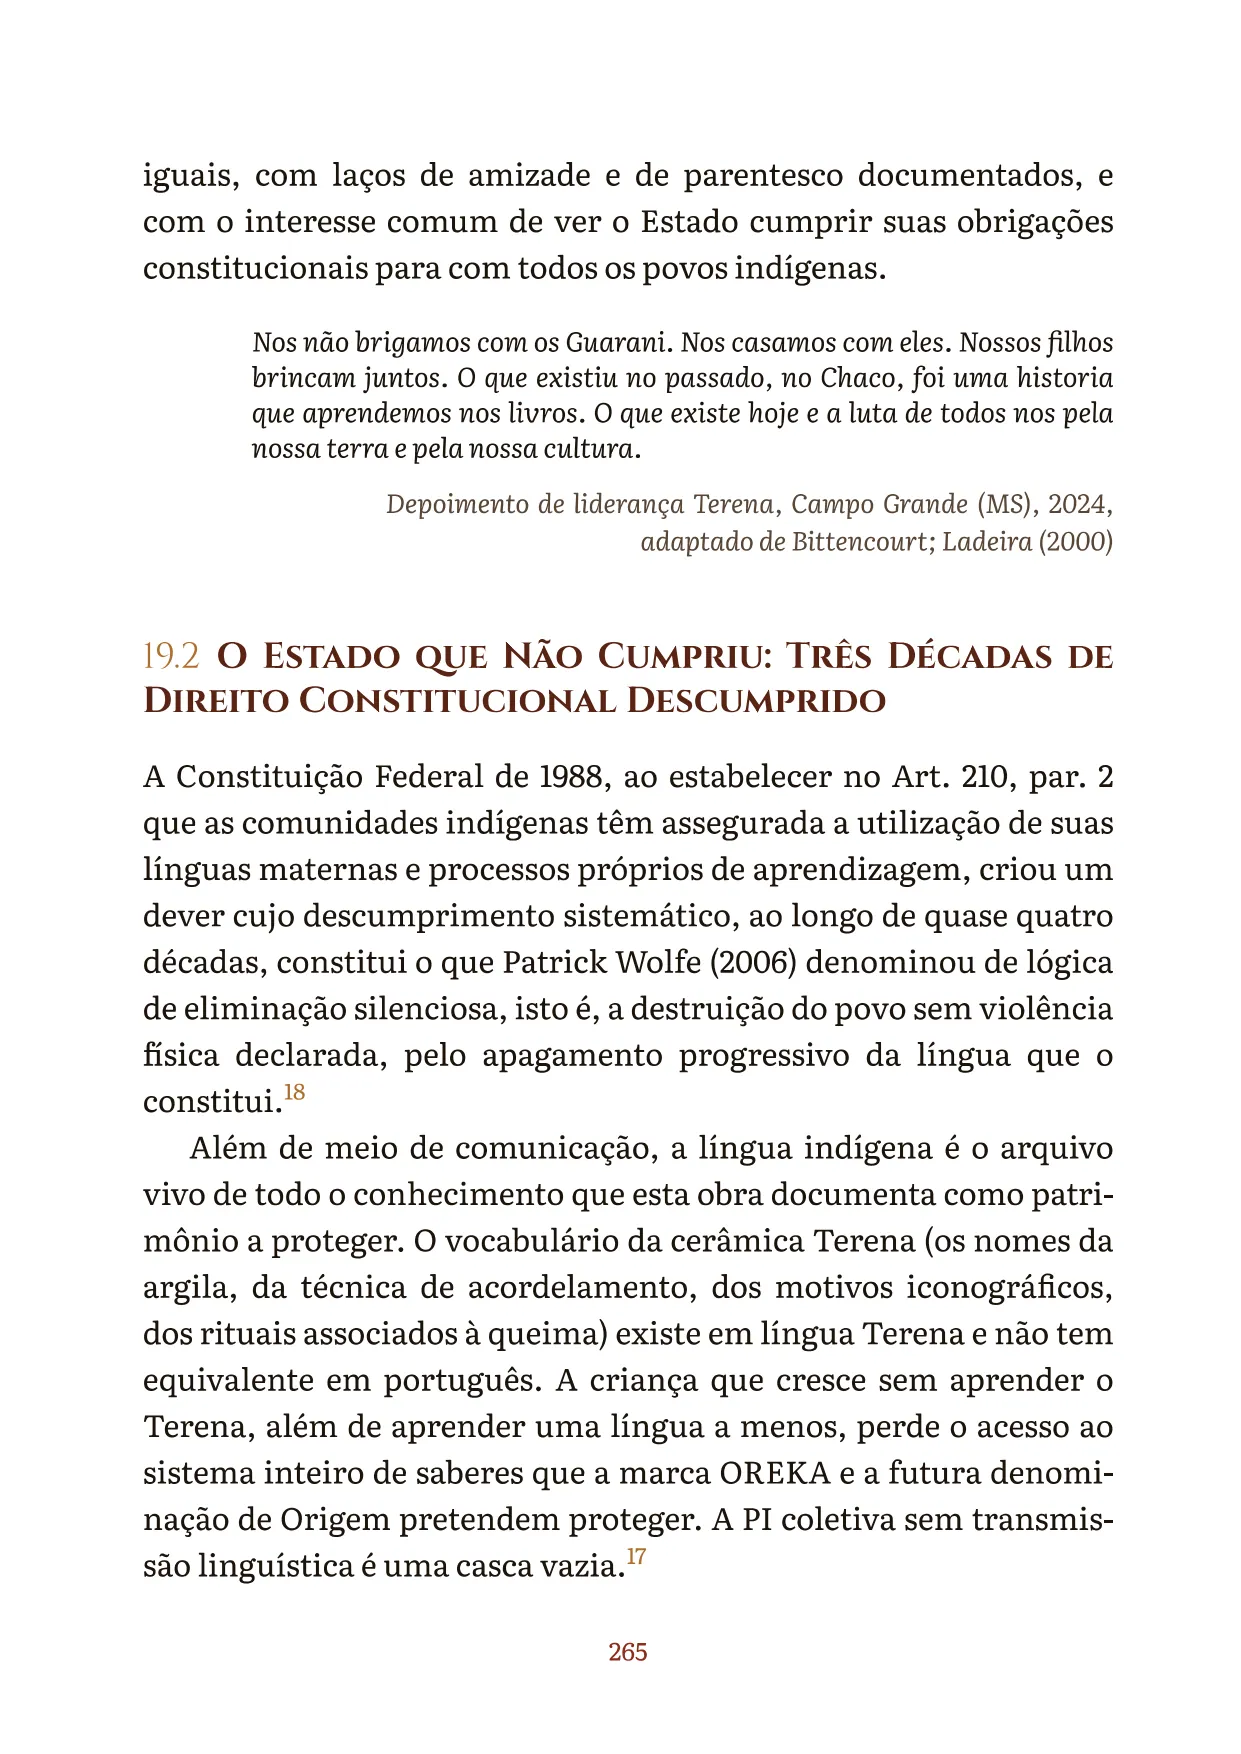 iguais, com laços de amizade e de parentesco documentados, e
com o interesse comum de ver o Estado cumprir suas obrigações
constitucionais para com todos os povos indígenas.
Nos não brigamos com os Guarani. Nos casamos com eles. Nossos filhos
brincam juntos. O que existiu no passado, no Chaco, foi uma historia
que aprendemos nos livros. O que existe hoje e a luta de todos nos pela
nossa terra e pela nossa cultura.
Depoimento de liderança Terena, Campo Grande (MS), 2024,
adaptado de Bittencourt; Ladeira (2000)
19.2 O Estado que Não Cumpriu: Três Décadas de
Direito Constitucional Descumprido
A Constituição Federal de 1988, ao estabelecer no Art. 210, par. 2
que as comunidades indígenas têm assegurada a utilização de suas
línguas maternas e processos próprios de aprendizagem, criou um
dever cujo descumprimento sistemático, ao longo de quase quatro
décadas, constitui o que Patrick Wolfe (2006) denominou de lógica
de eliminação silenciosa, isto é, a destruição do povo sem violência
física declarada, pelo apagamento progressivo da língua que o
constitui.18
Além de meio de comunicação, a língua indígena é o arquivo
vivo de todo o conhecimento que esta obra documenta como patri-
mônio a proteger. O vocabulário da cerâmica Terena (os nomes da
argila, da técnica de acordelamento, dos motivos iconográficos,
dos rituais associados à queima) existe em língua Terena e não tem
equivalente em português. A criança que cresce sem aprender o
Terena, além de aprender uma língua a menos, perde o acesso ao
sistema inteiro de saberes que a marca OREKA e a futura denomi-
nação de Origem pretendem proteger. A PI coletiva sem transmis-
são linguística é uma casca vazia.17
265